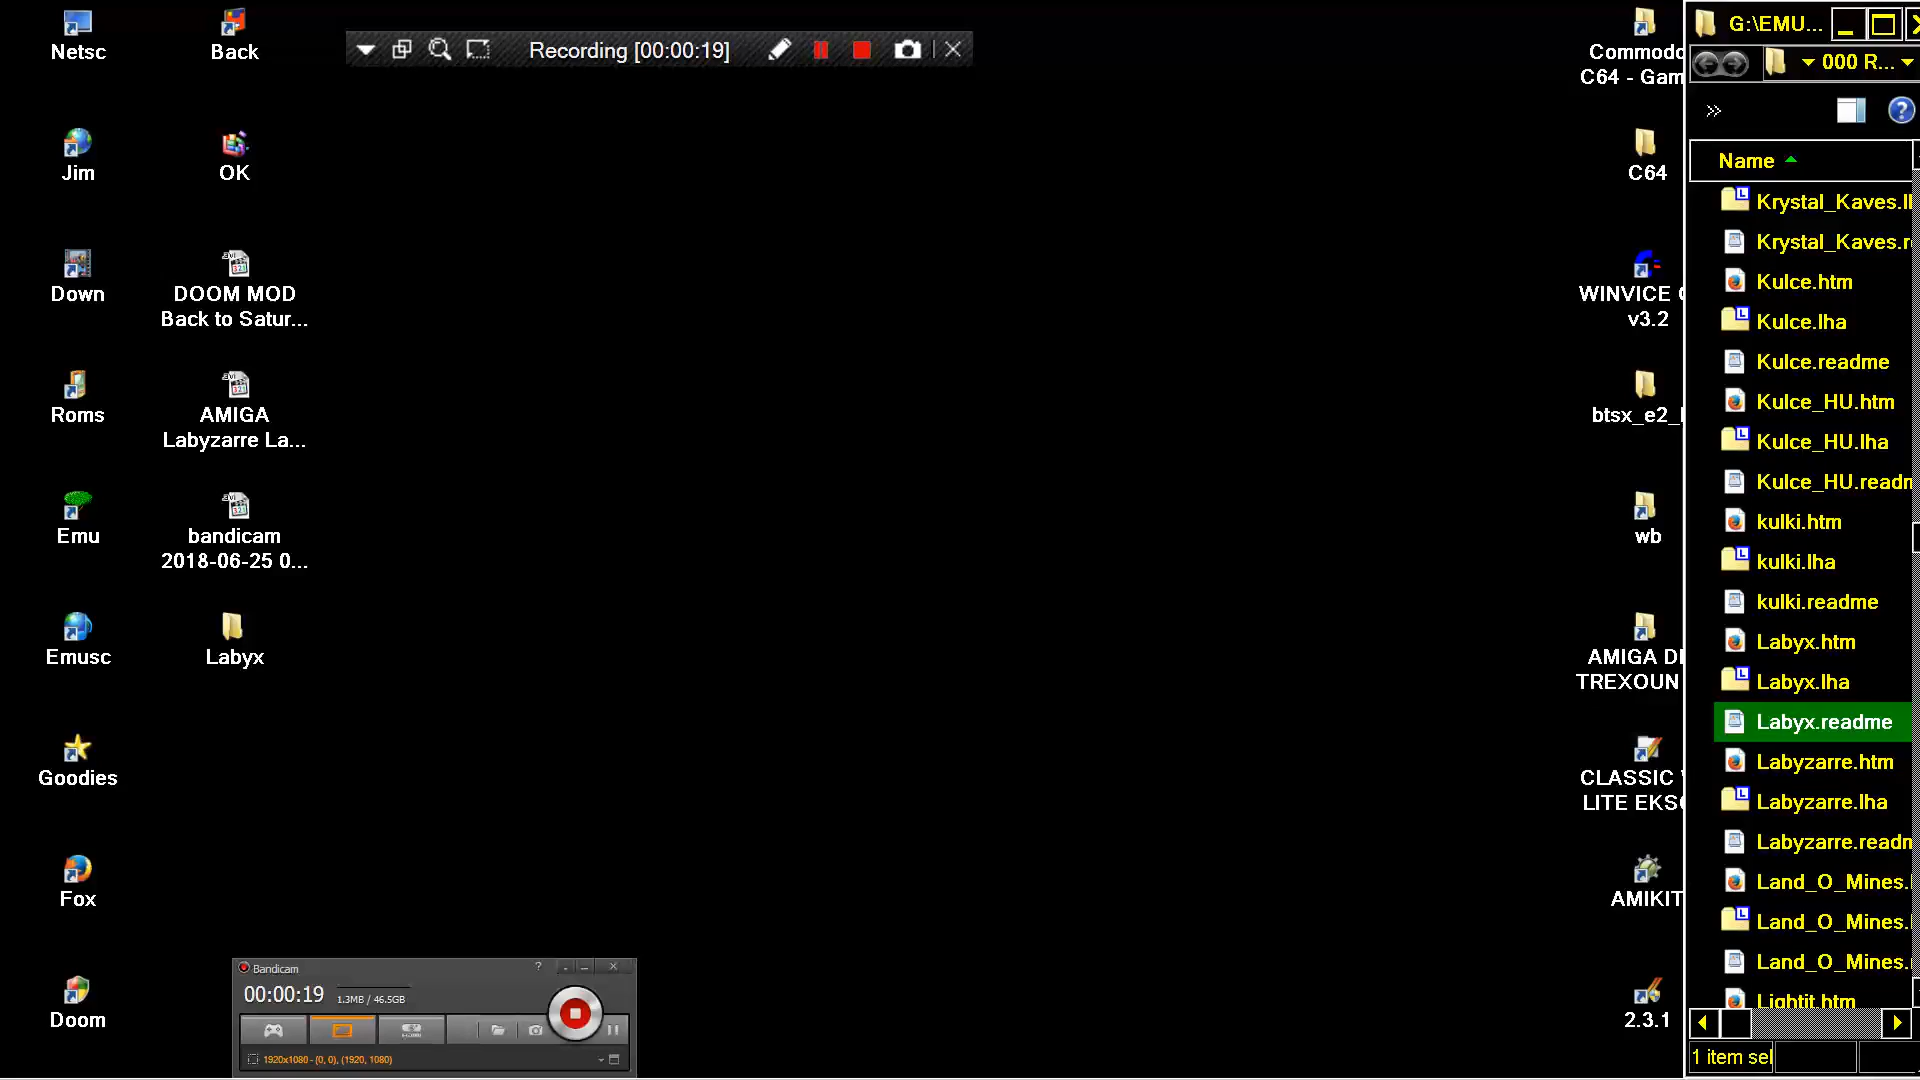 Netsc
Back
Recording [00:00:19]
Commodo
C64 - Gam
G:\EMU...
000 R...
Name
Jim
OK
C64
Down
DOOM MOD
Back to Satur...
WINVICE
v3.2
Roms
AMIGA
Labyzarre La...
btsx_e2_
Emu
bandicam
2018-06-25 0...
wb
Emusc
Labyx
AMIGA DI
TREXOUN
Goodies
CLASSIC
LITE EKS
Fox
AMIKIT
Doom
2.3.1
Krystal_Kaves.l
Krystal_Kaves.r
Kulce.htm
Kulce.lha
Kulce.readme
Kulce_HU.htm
Kulce_HU.lha
Kulce_HU.readn
kulki.htm
kulki.lha
kulki.readme
Labyx.htm
Labyx.lha
Labyx.readme
Labyzarre.htm
Labyzarre.lha
Labyzarre.readn
Land_O_Mines.
Land_O_Mines.
Land_O_Mines.
Lightit.htm
1 item sel
Bandicam
00:00:19
1.3MB / 46.5GB
1920x1080 - (0, 0), (1920, 1080)